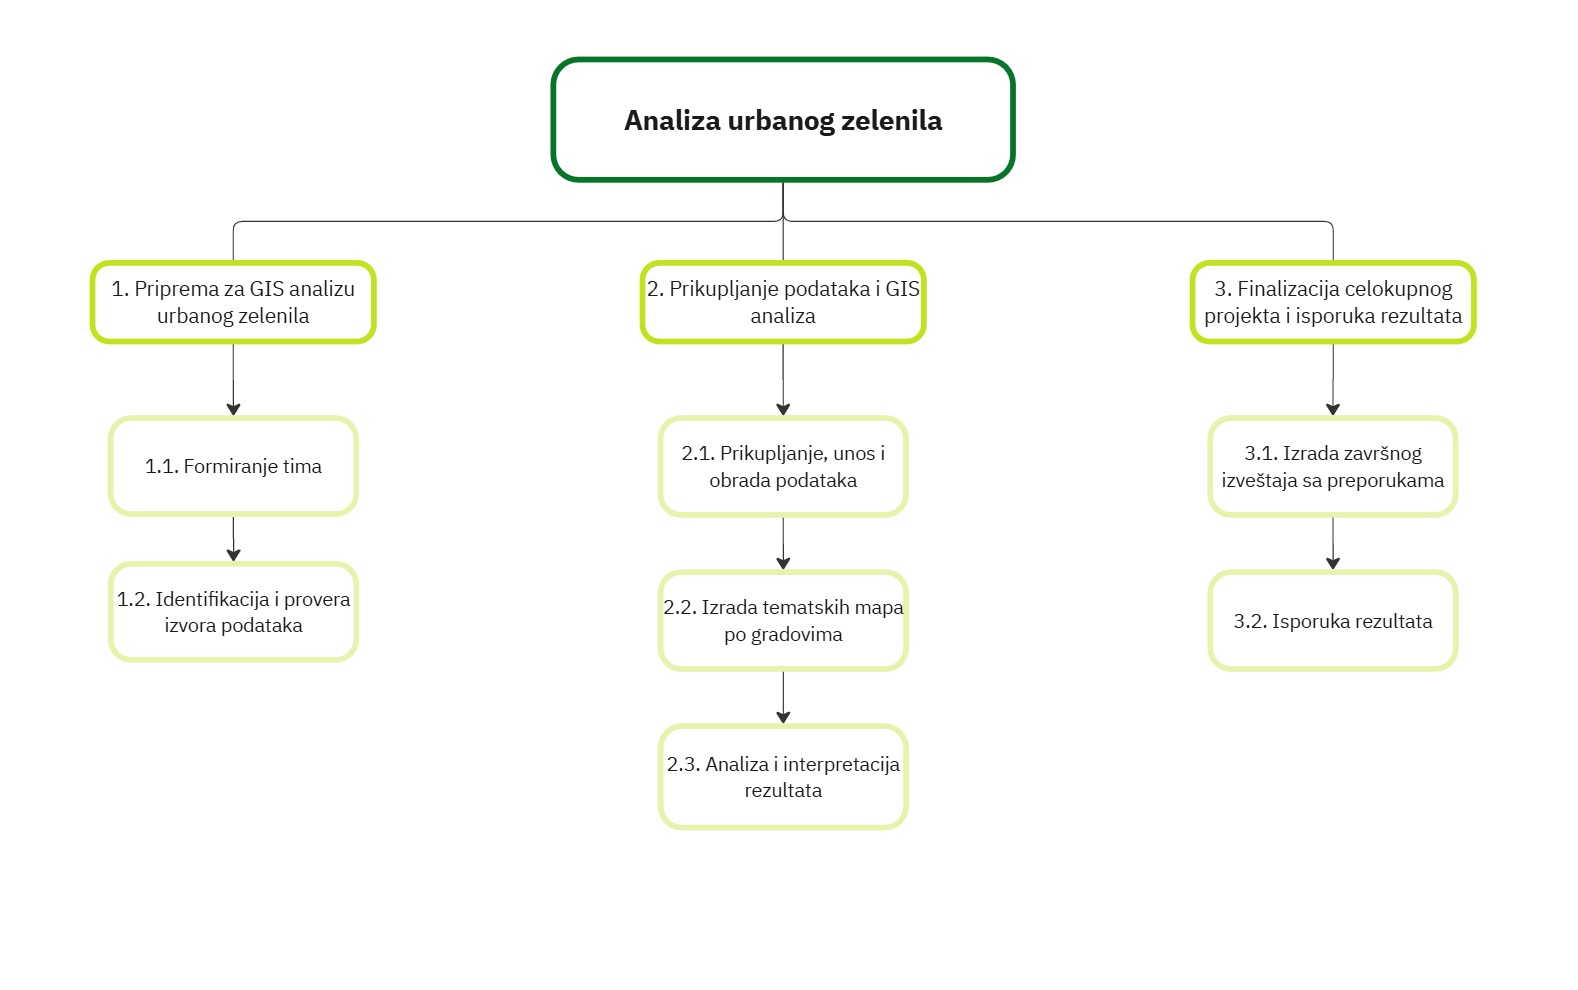 Analiza urbanog zelenila
1. Priprema za GIS analizu
urbanog zelenila
1.1. Formiranje tima
1.2. Identifikacija i provera
izvora podataka
2. Prikupljanje podataka i GIS
analiza
2.1. Prikupljanje, unos i
obrada podataka
2.2. Izrada tematskih mapa
po gradovima
2.3. Analiza i interpretacija
rezultata
3. Finalizacija celokupnog
projekta i isporuka rezultata
3.1. Izrada završnog
izveštaja sa preporukama
3.2. Isporuka rezultata